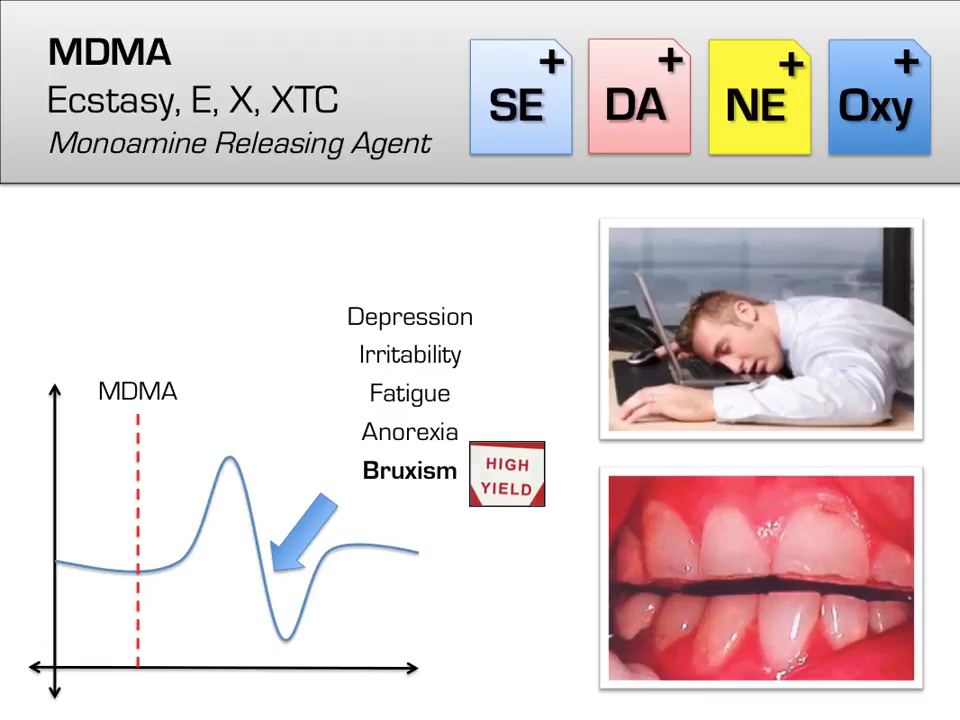 MDMA
Ecstasy, E, X, XTC
Monoamine Releasing Agent
SE+
DA+
NE+
Oxy+
Depression
Irritability
Fatigue
Anorexia
Bruxism
HIGH
YIELD
MDMA